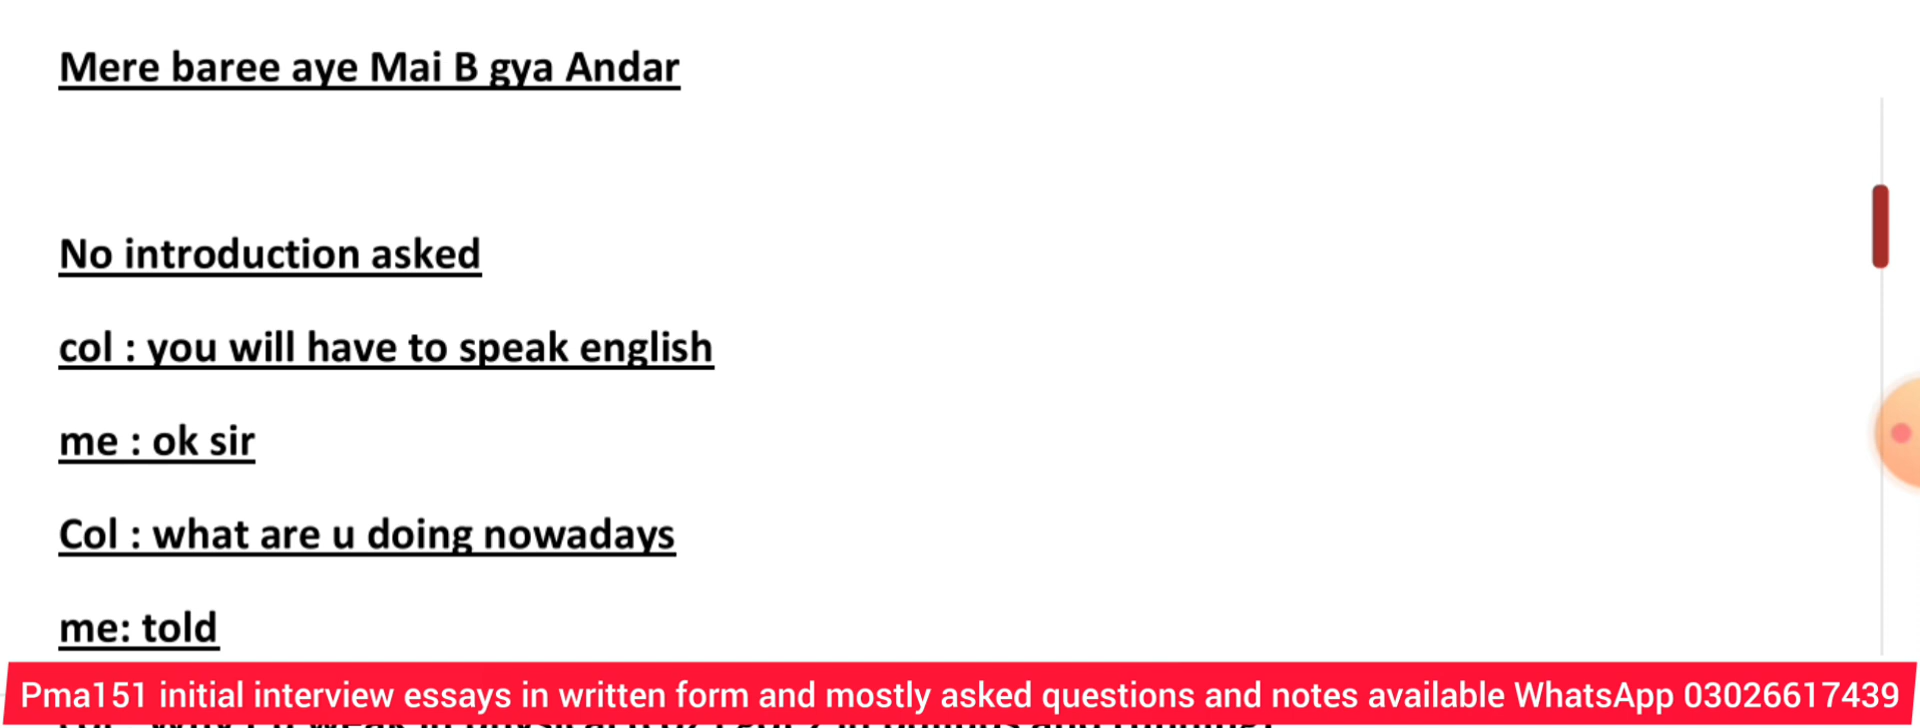 Mere baree aye Mai B gya Andar
No introduction asked
col : you will have to speak english
me : ok sir
Col : what are u doing nowadays
me: told
Pma151 initial interview essays in written form and mostly asked questions and notes available WhatsApp 03026617439